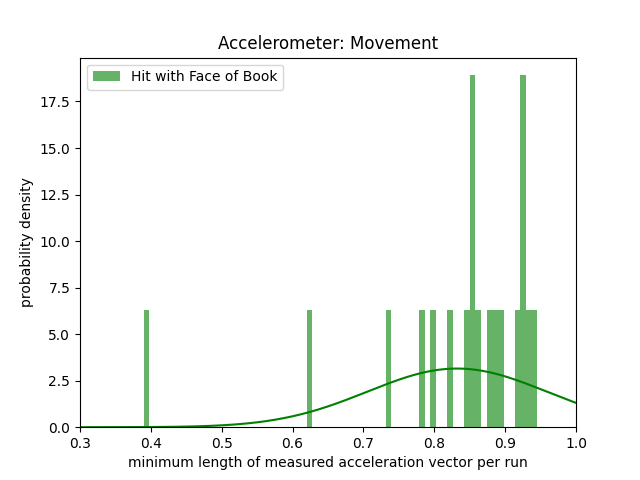 Accelerometer: Movement
Hit with Face of Book
probability density
17.5
15.0
12.5
10.0
7.5
5.0
2.5
0.0
0.3 0.4 0.5 0.6 0.7 0.8 0.9 1.0
minimum length of measured acceleration vector per run